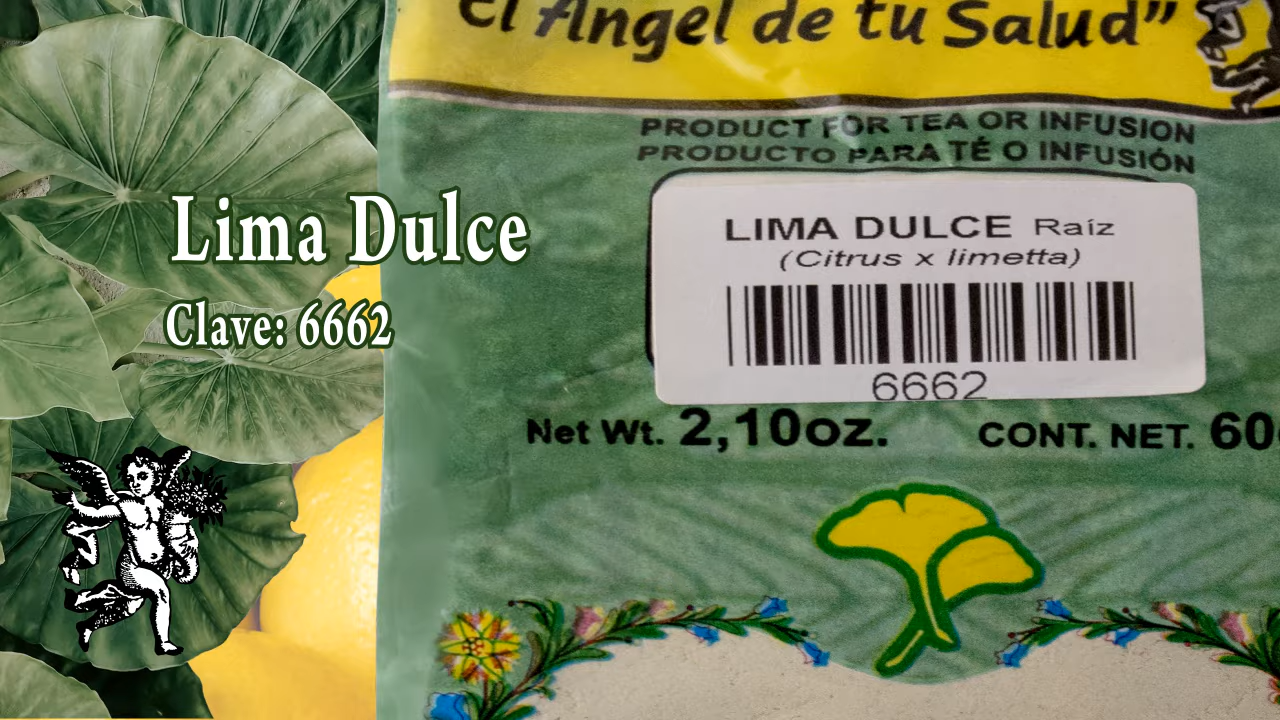 El Angel de tu Salud”
PRODUCT FOR TEA OR INFUSION
PRODUCTO PARA TÉ O INFUSIÓN
Lima Dulce
Clave: 6662
LIMA DULCE Raíz
(Citrus x limetta)
6662
Net Wt. 2,10oz. CONT. NET. 60